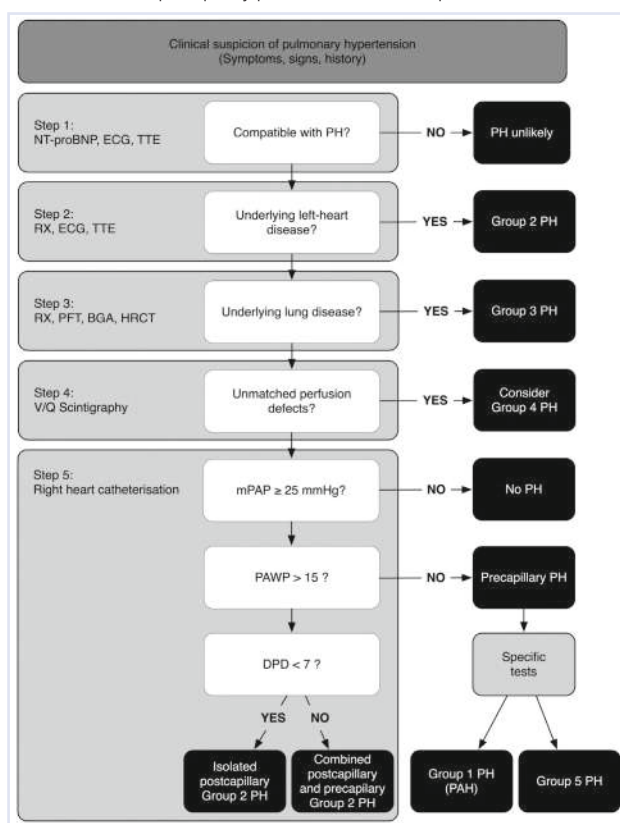 Clinical suspicion of pulmonary hypertension
(Symptoms, signs, history)
Step 1:
NT-proBNP, ECG, TTE
Compatible with PH?
NO
PH unlikely
Step 2:
RX, ECG, TTE
Underlying left-heart
disease?
YES
Group 2 PH
Step 3:
RX, PFT, BGA, HRCT
Underlying lung disease?
YES
Group 3 PH
Step 4:
V/Q Scintigraphy
Unmatched perfusion
defects?
YES
Consider
Group 4 PH
Step 5:
Right heart catheterisation
mPAP ≥ 25 mmHg?
NO
No PH
PAWP > 15 ?
NO
Precapillary PH
DPD < 7 ?
Specific
tests
YES
NO
Isolated
postcapillary
Group 2 PH
Combined
postcapillary
and precapilary
Group 2 PH
Group 1 PH
(PAH)
Group 5 PH